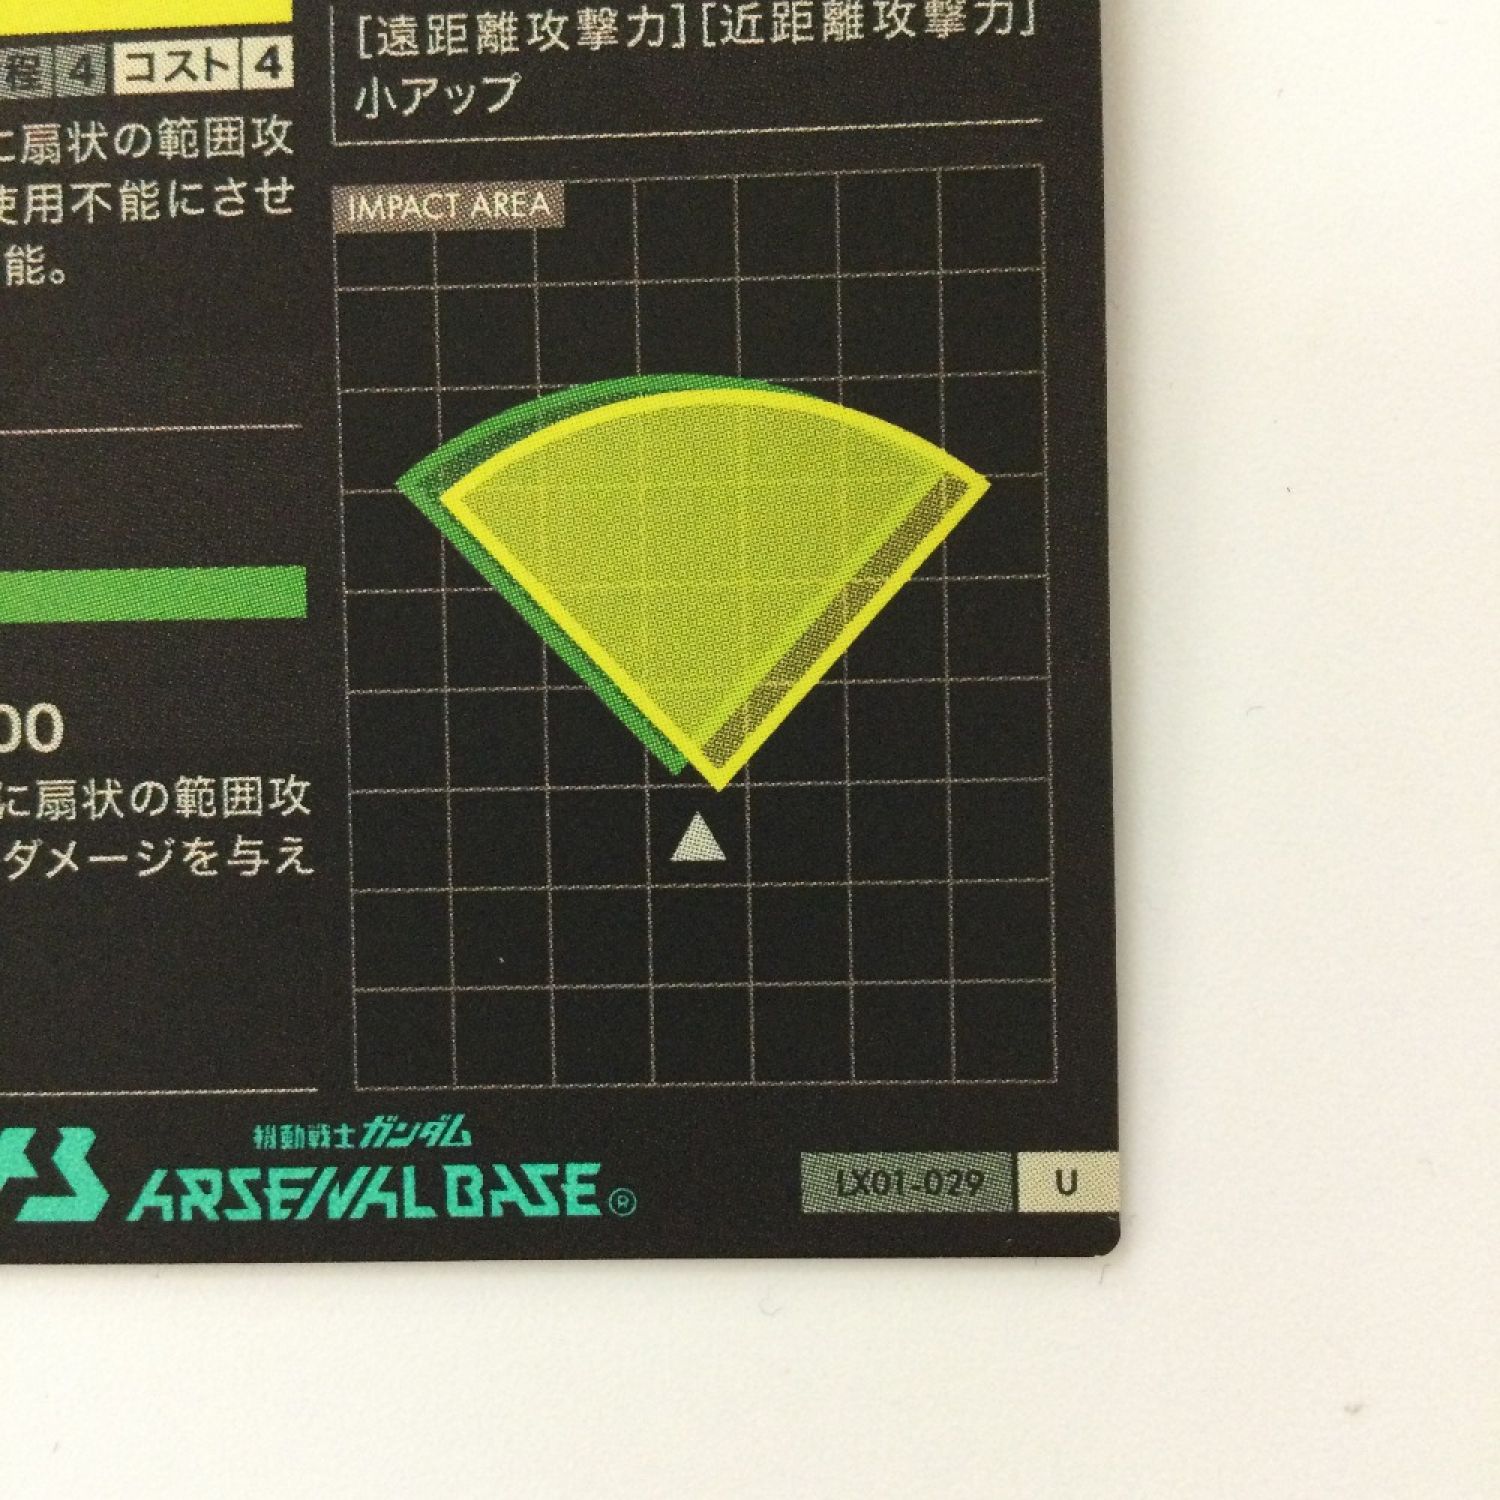 [遠距離攻撃力][近距離攻撃力]
小アップ
程 4 コスト 4
に扇状の範囲攻
使用不能にさせ
能。
IMPACT AREA
00
に扇状の範囲攻
ダメージを与え
機動戦士ガンダム
ARSENAL BASE®
LX01-029 U